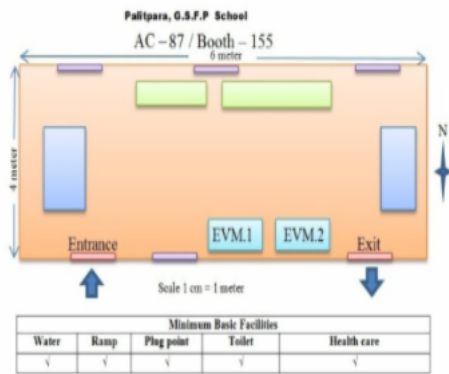 Palitpara, G.S.F.P School
AC – 87 / Booth – 155
6 meter
4 meter
N
EVM.1 EVM.2
Entrance Exit
Scale 1 cm = 1 meter
Minimum Basic Facilities
Water Ramp Plug point Toilet Health care
√ √ √ √ √